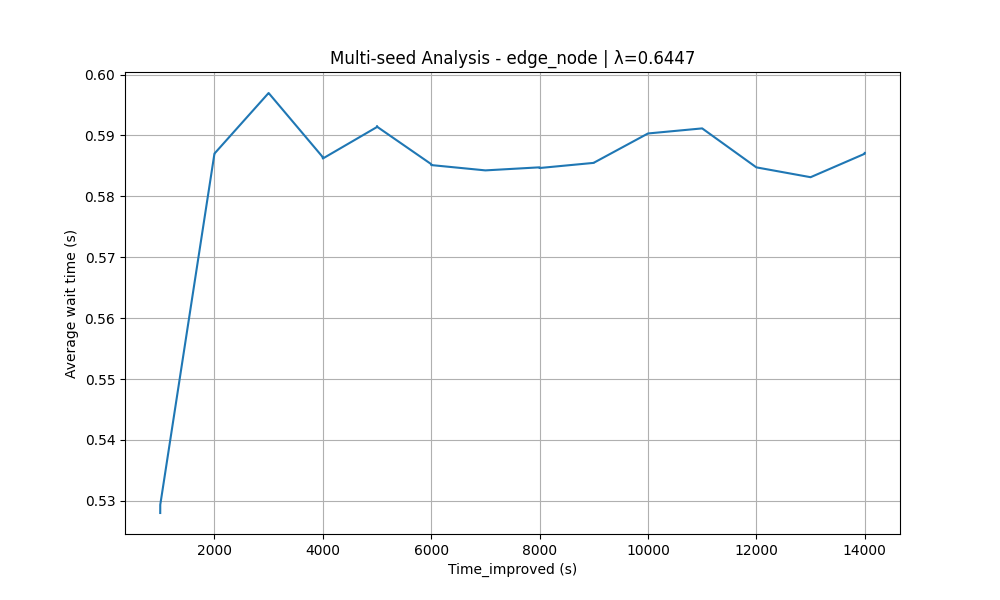 Multi-seed Analysis - edge_node | λ=0.6447
Average wait time (s)
0.60
0.59
0.58
0.57
0.56
0.55
0.54
0.53
2000 4000 6000 8000 10000 12000 14000
Time_improved (s)